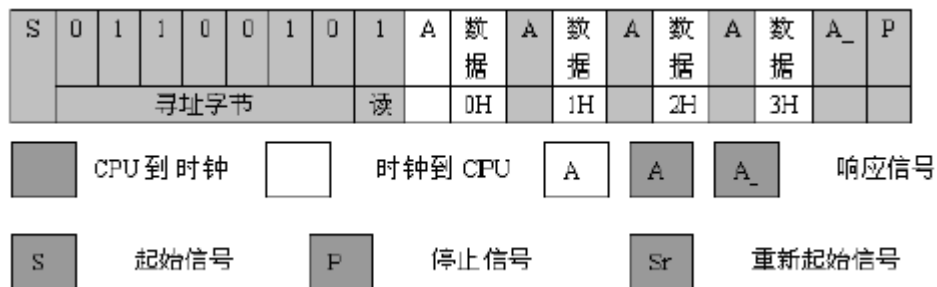 S 0 1 1 0 0 1 0 1 A 数据 A 数据 A 数据 A 数据 A_ P
寻址字节 读 0H 1H 2H 3H
CPU到时钟 时钟到CPU A A A_ 响应信号
S 起始信号 P 停止信号 Sr 重新起始信号